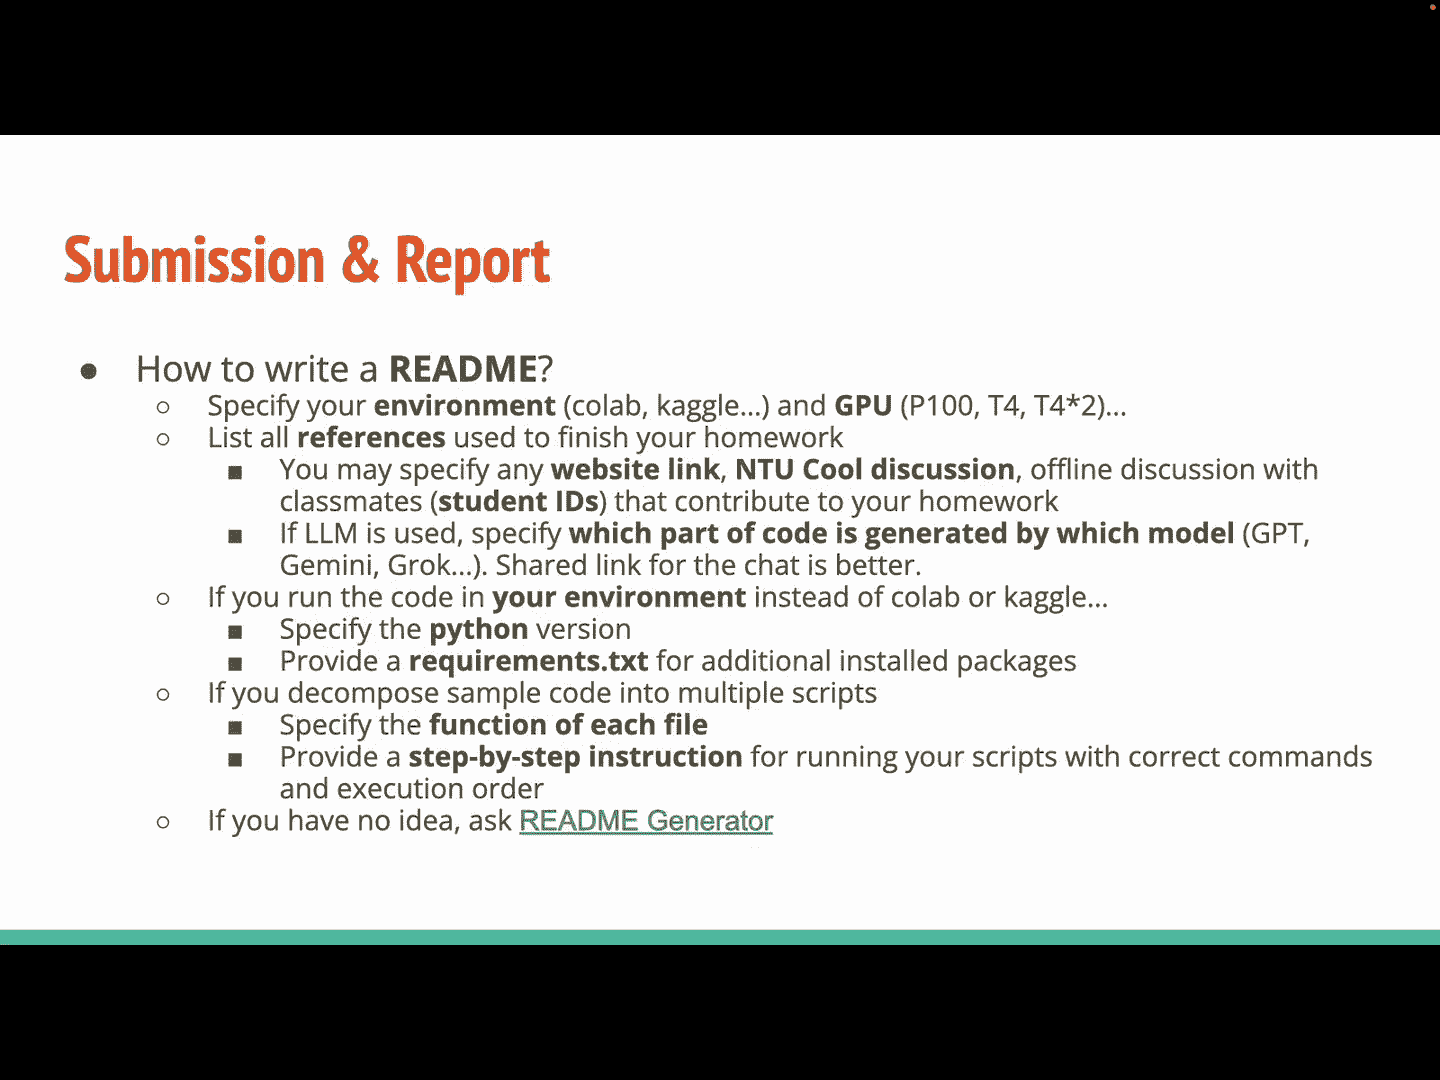 Submission & Report
● How to write a README?
○ Specify your environment (colab, kaggle...) and GPU (P100, T4, T4*2)...
○ List all references used to finish your homework
■ You may specify any website link, NTU Cool discussion, offline discussion with
classmates (student IDs) that contribute to your homework
■ If LLM is used, specify which part of code is generated by which model (GPT,
Gemini, Grok...). Shared link for the chat is better.
○ If you run the code in your environment instead of colab or kaggle...
■ Specify the python version
■ Provide a requirements.txt for additional installed packages
○ If you decompose sample code into multiple scripts
■ Specify the function of each file
■ Provide a step-by-step instruction for running your scripts with correct commands
and execution order
○ If you have no idea, ask README Generator